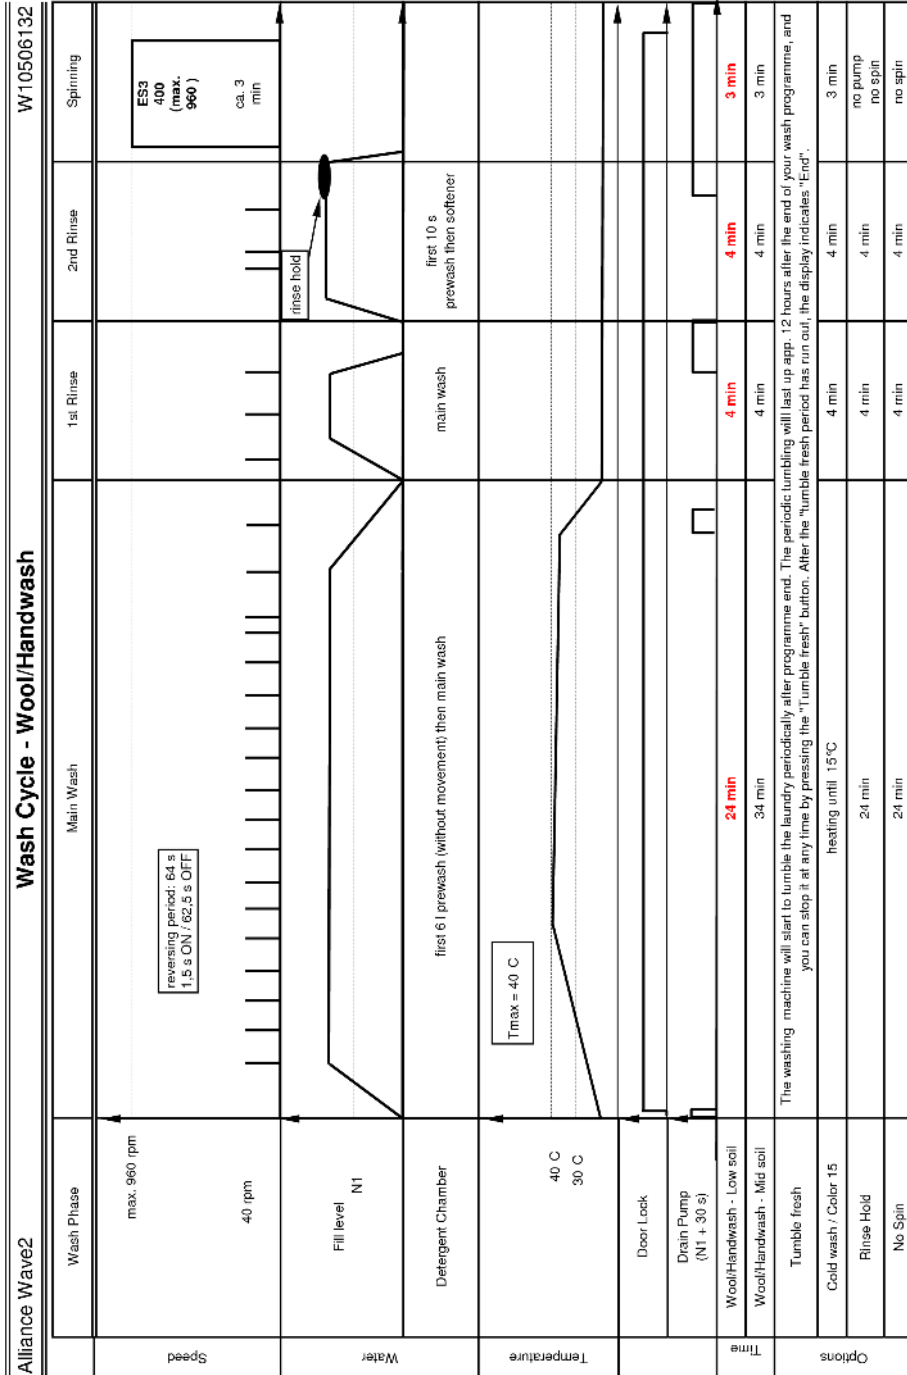 Alliance Wave2
Wash Cycle - Wool/Handwash
W10506132
Wash Phase
Main Wash
1st Rinse
2nd Rinse
Spinning
Speed
max. 960 rpm
40 rpm
reversing period: 64 s
1,5 s ON / 62,5 s OFF
ES3
400
(max.
960 )
ca. 3
min
Water
Fill level
N1
rinse hold
Detergent Chamber
first 6 l prewash (without movement) then main wash
main wash
first 10 s
prewash then softener
Temperature
40 C
30 C
Tmax = 40 C
Door Lock
Drain Pump
(N1 + 30 s)
Time
Wool/Handwash - Low soil
24 min
4 min
4 min
3 min
Wool/Handwash - Mid soil
34 min
4 min
4 min
3 min
Options
Tumble fresh
The washing machine will start to tumble the laundry periodically after programme end. The periodic tumbling will last up app. 12 hours after the end of your wash programme, and
you can stop it at any time by pressing the "Tumble fresh" button. After the "tumble fresh period has run out, the display indicates "End".
Cold wash / Color 15
heating until 15°C
4 min
4 min
3 min
Rinse Hold
24 min
4 min
4 min
no pump
no spin
No Spin
24 min
4 min
4 min
no spin